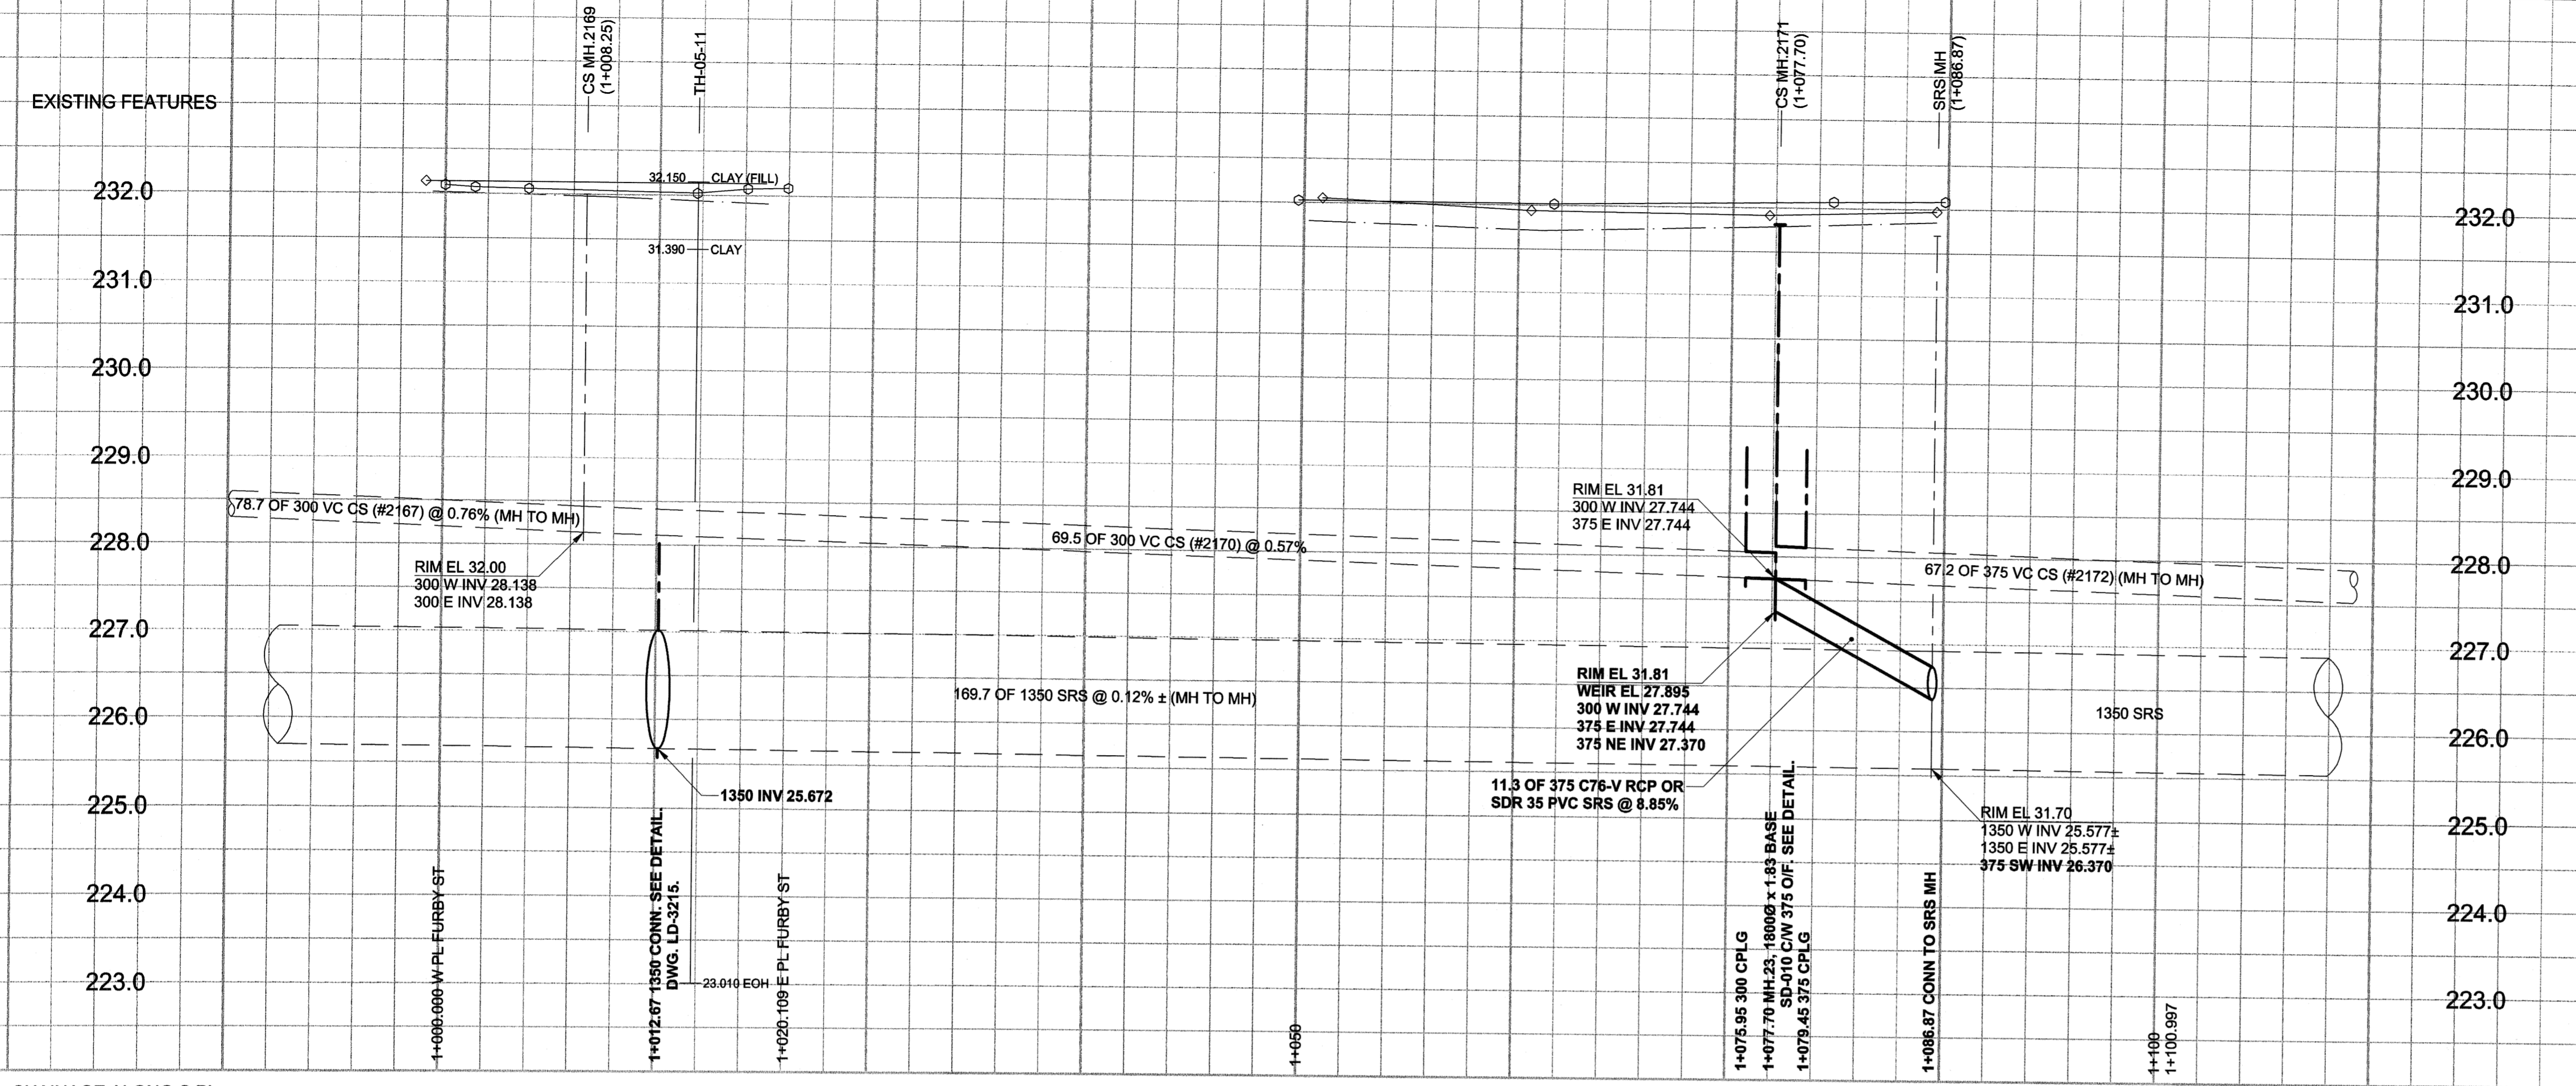 EXISTING FEATURES
CS MH.2169
(1+008.25)
TH-05-11
CS MH.2171
(1+077.70)
SRS MH
(1+086.87)
232.0
231.0
230.0
229.0
228.0
227.0
226.0
225.0
224.0
223.0
32.150
CLAY (FILL)
31.390
CLAY
78.7 OF 300 VC CS (#2167) @ 0.76% (MH TO MH)
RIM EL 32.00
300 W INV 28.138
300 E INV 28.138
69.5 OF 300 VC CS (#2170) @ 0.57%
169.7 OF 1350 SRS @ 0.12% ± (MH TO MH)
1350 INV 25.672
23.010 EOH
RIM EL 31.81
300 W INV 27.744
375 E INV 27.744
RIM EL 31.81
WEIR EL 27.895
300 W INV 27.744
375 E INV 27.744
375 NE INV 27.370
11.3 OF 375 C76-V RCP OR
SDR 35 PVC SRS @ 8.85%
67.2 OF 375 VC CS (#2172) (MH TO MH)
1350 SRS
RIM EL 31.70
1350 W INV 25.577±
1350 E INV 25.577±
375 SW INV 26.370
232.0
231.0
230.0
229.0
228.0
227.0
226.0
225.0
224.0
223.0
1+000.000 W PL FURBY ST
1+012.67 1350 CONN. SEE DETAIL.
DWG. LD-3215.
1+020.109 E PL FURBY ST
1+050
1+075.95 300 CPLG
1+077.70 MH.23, 1800Ø x 1.83 BASE
SD-010 C/W 375 O/F. SEE DETAIL.
1+079.45 375 CPLG
1+086.87 CONN TO SRS MH
1+100
1+100.997